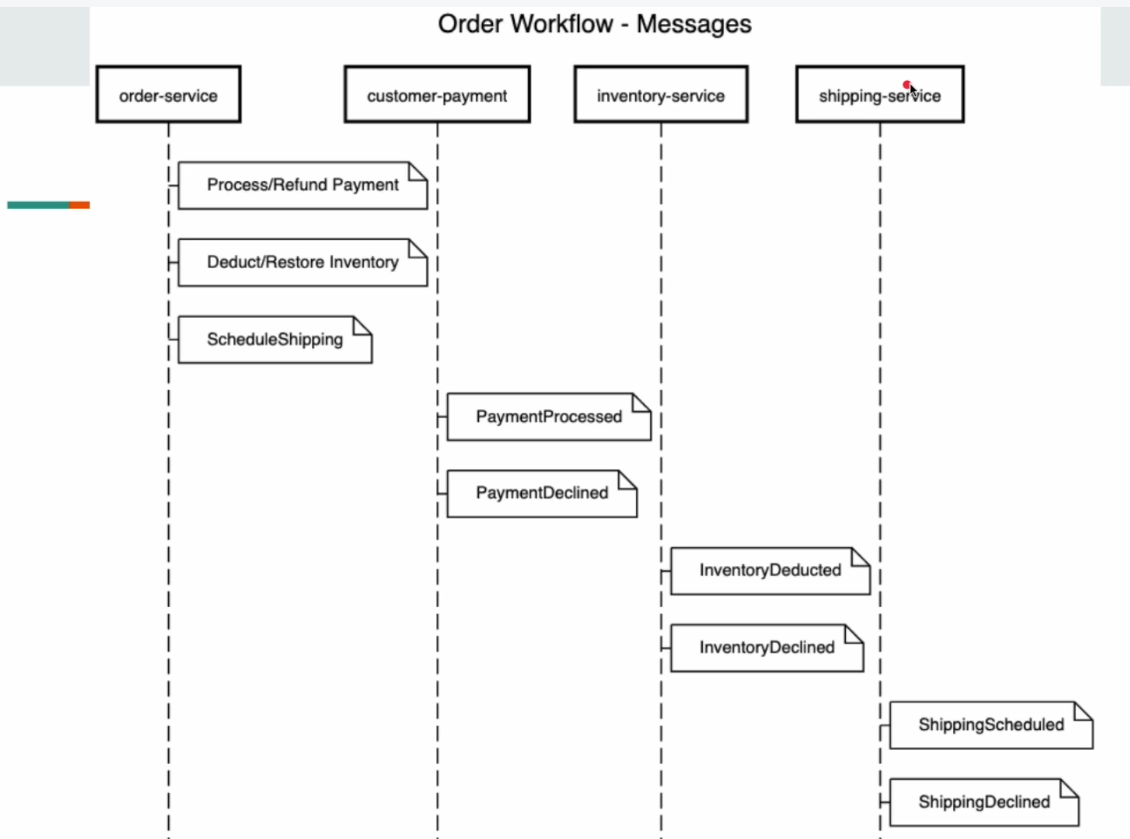 Order Workflow - Messages
order-service
customer-payment
inventory-service
shipping-service
Process/Refund Payment
Deduct/Restore Inventory
ScheduleShipping
PaymentProcessed
PaymentDeclined
InventoryDeducted
InventoryDeclined
ShippingScheduled
ShippingDeclined